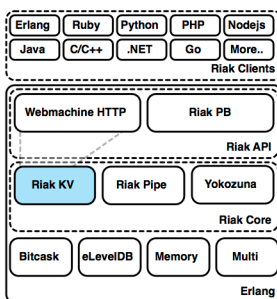 Erlang Ruby Python PHP Nodejs
Java C/C++ .NET Go More..
Riak Clients
Webmachine HTTP Riak PB
Riak API
Riak KV Riak Pipe Yokozuna
Riak Core
Bitcask eLevelDB Memory Multi
Erlang